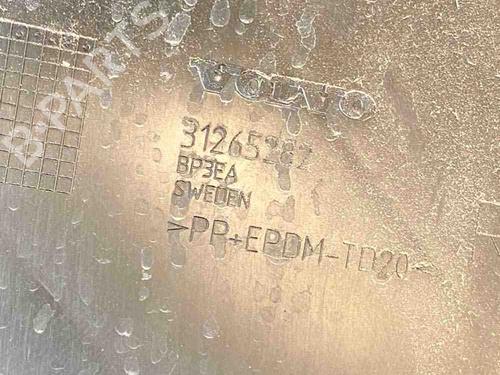 B-PARTS
VOLVO
31265282
BP3EA
SWEDEN
>PP+EPDM-TD20<